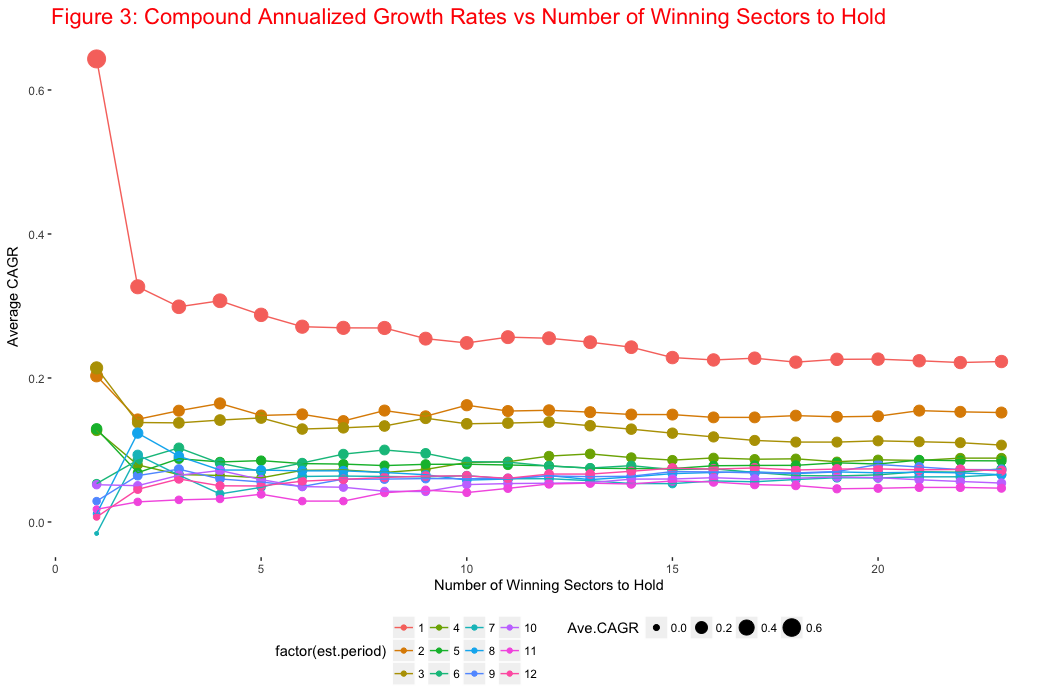 Figure 3: Compound Annualized Growth Rates vs Number of Winning Sectors to Hold
Average CAGR
0.6
0.4
0.2
0.0
0 5 10 15 20
Number of Winning Sectors to Hold
factor(est.period)
1 4 7 10
2 5 8 11
3 6 9 12
Ave.CAGR 0.0 0.2 0.4 0.6